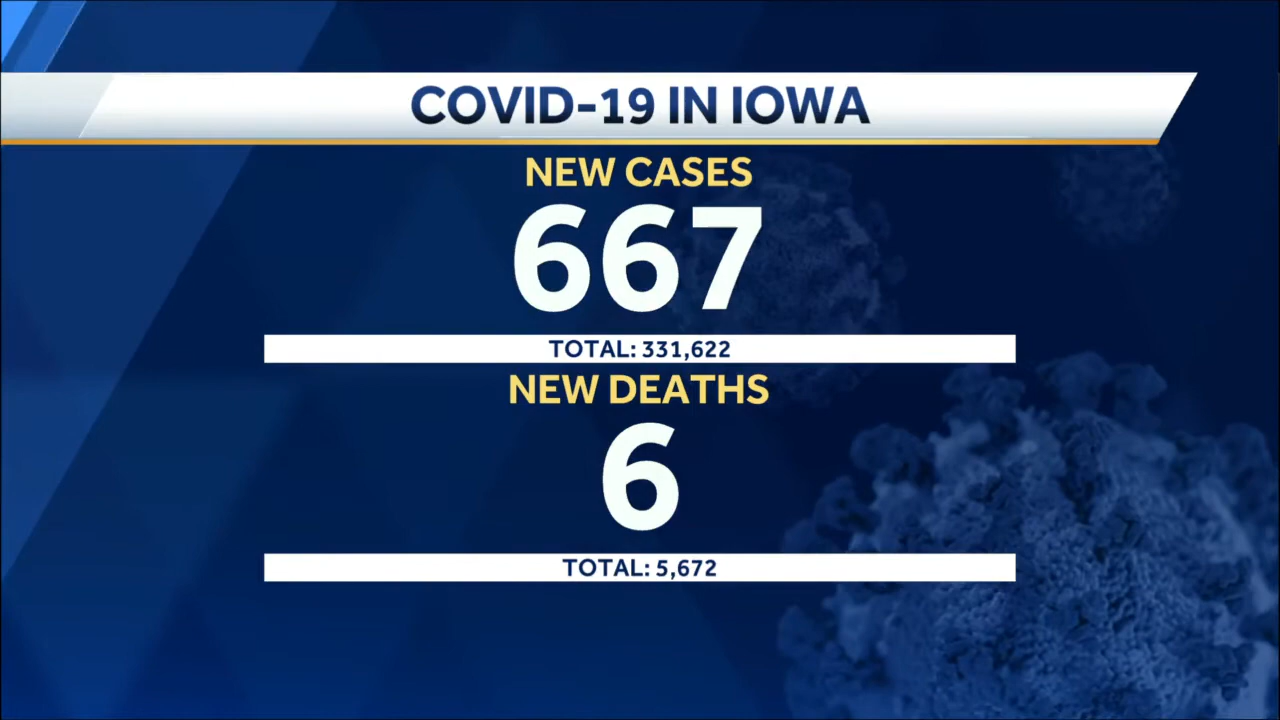 COVID-19 IN IOWA
NEW CASES
667
TOTAL: 331,622
NEW DEATHS
6
TOTAL: 5,672